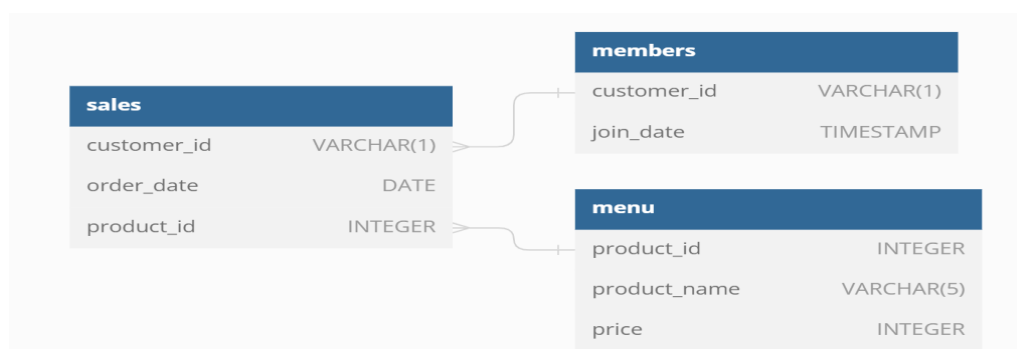 sales
customer_id VARCHAR(1)
order_date DATE
product_id INTEGER
members
customer_id VARCHAR(1)
join_date TIMESTAMP
menu
product_id INTEGER
product_name VARCHAR(5)
price INTEGER